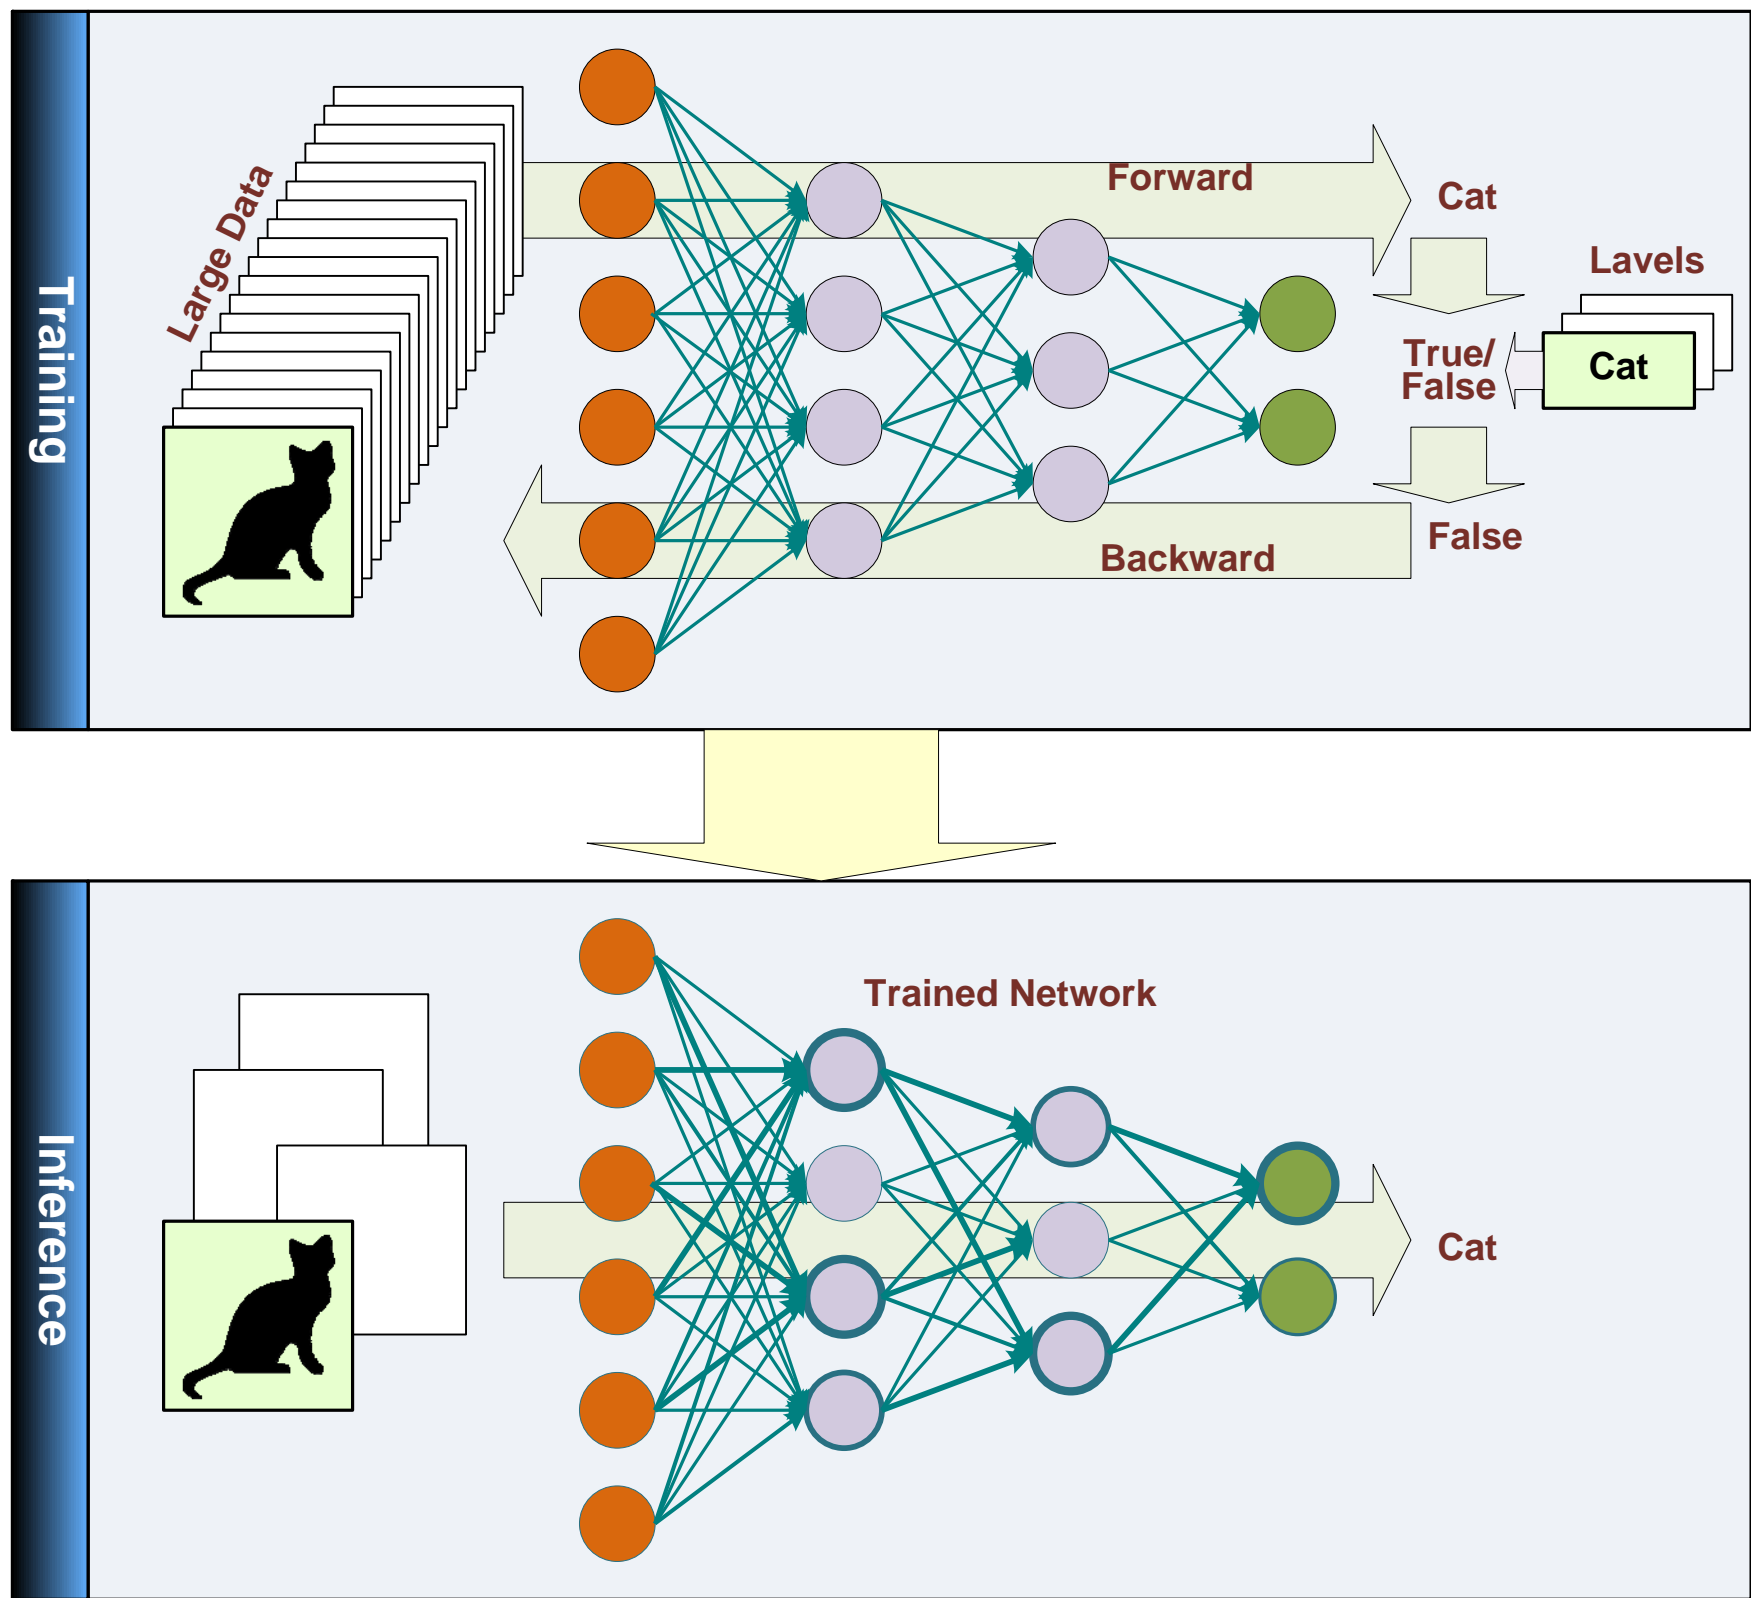 Training
Large Data
Forward
Cat
Lavels
True/
False
Cat
False
Backward
Inference
Trained Network
Cat